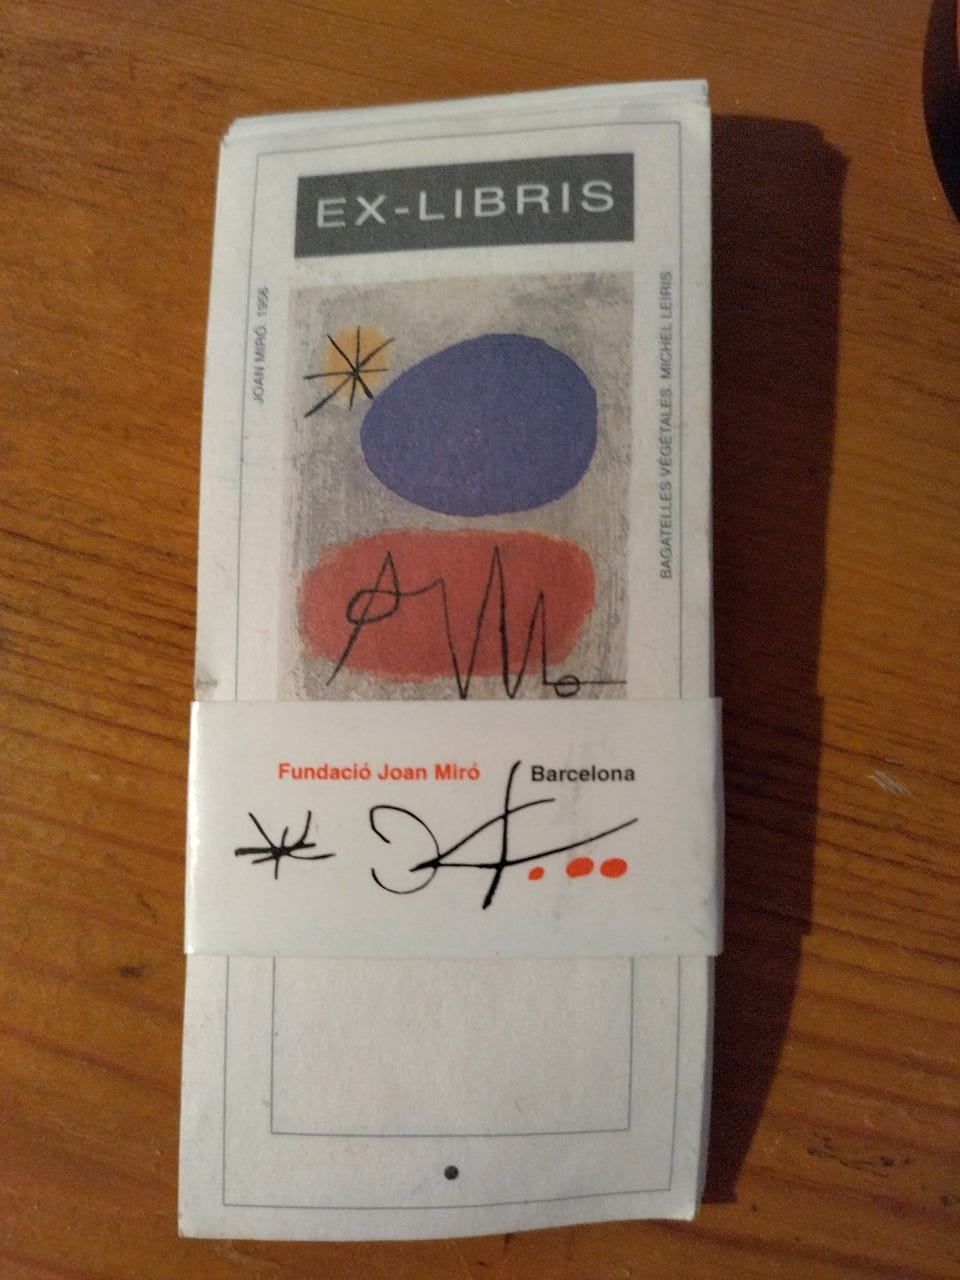 EX-LIBRIS
JOAN MIRÓ. 1956
BAGATELLES VÉGÉTALES. MICHEL LEIRIS
Fundació Joan Miró Barcelona